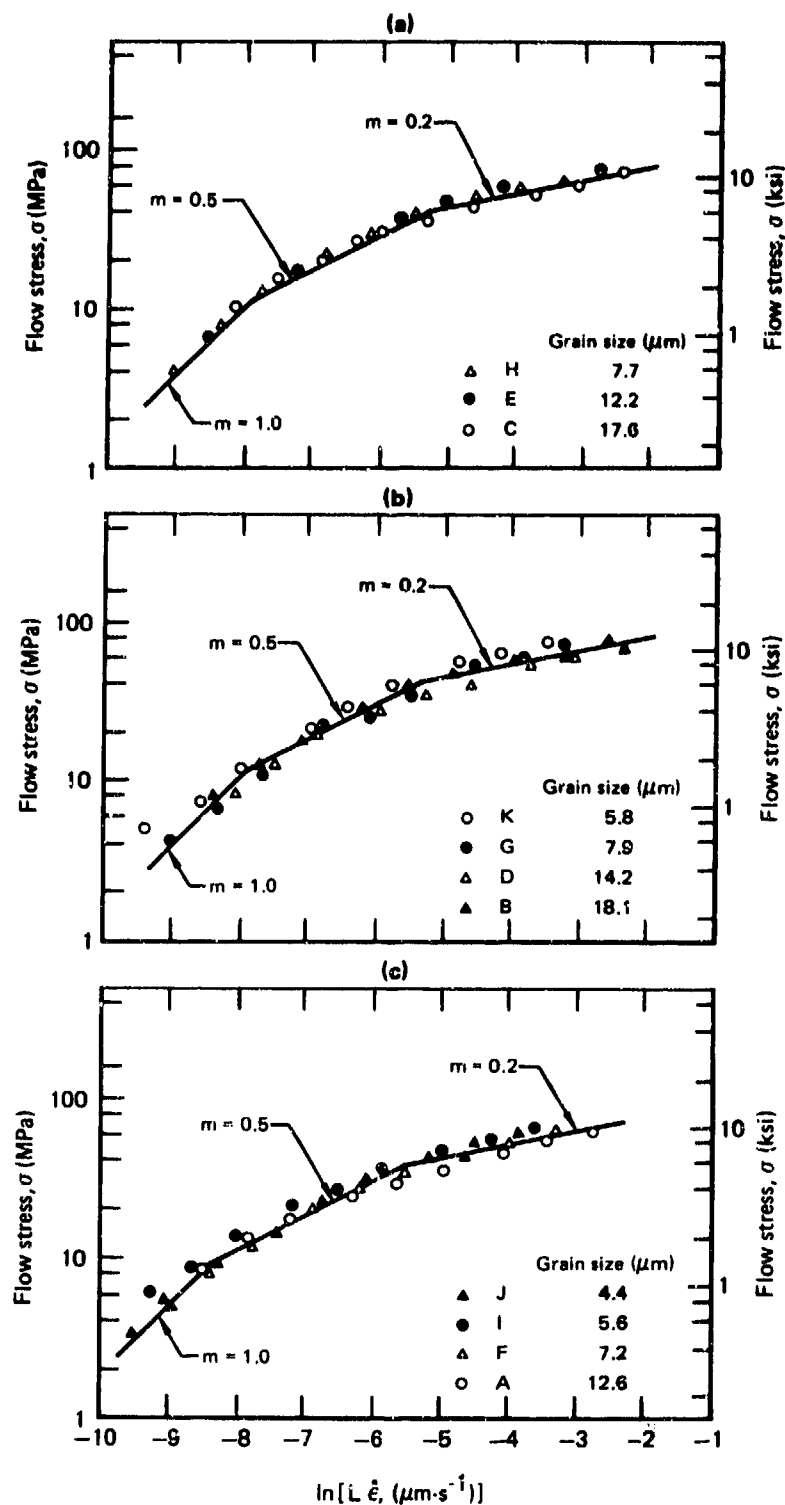 (a)
m = 0.2
m = 0.5
m = 1.0
100
10
1
Flow stress, σ (MPa)
10
1
Flow stress, σ (ksi)
Grain size (μm)
△ H 7.7
● E 12.2
○ C 17.6
(b)
m = 0.2
m = 0.5
m = 1.0
100
10
1
Flow stress, σ (MPa)
10
1
Flow stress, σ (ksi)
Grain size (μm)
○ K 5.8
● G 7.9
△ D 14.2
▲ B 18.1
(c)
m = 0.2
m = 0.5
m = 1.0
100
10
1
Flow stress, σ (MPa)
10
1
Flow stress, σ (ksi)
Grain size (μm)
▲ J 4.4
● I 5.6
△ F 7.2
○ A 12.6
-10 -9 -8 -7 -6 -5 -4 -3 -2 -1
ln[L ε̇, (μm·s⁻¹)]